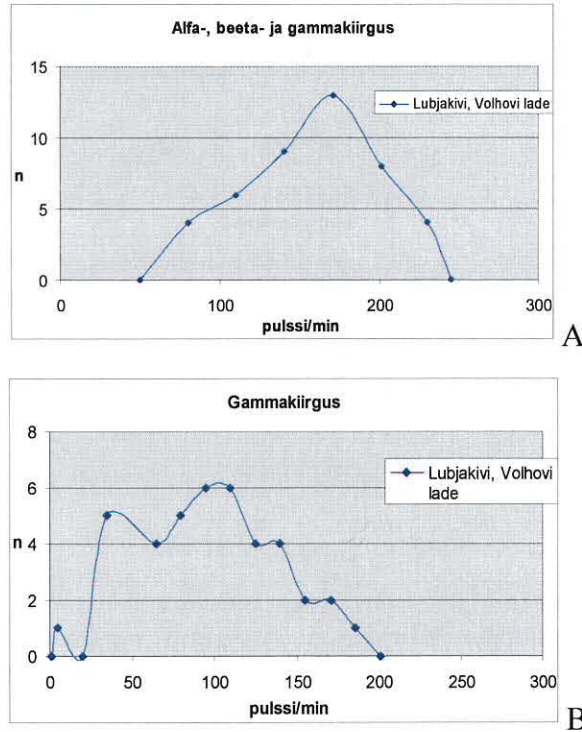 Alfa-, beeta- ja gammakiirgus
15
10
5
0
n
Lubjakivi, Volhovi lade
0 100 200 300
pulssi/min
A
Gammakiirgus
8
6
4
2
0
n
Lubjakivi, Volhovi
lade
0 50 100 150 200 250 300
pulssi/min
B